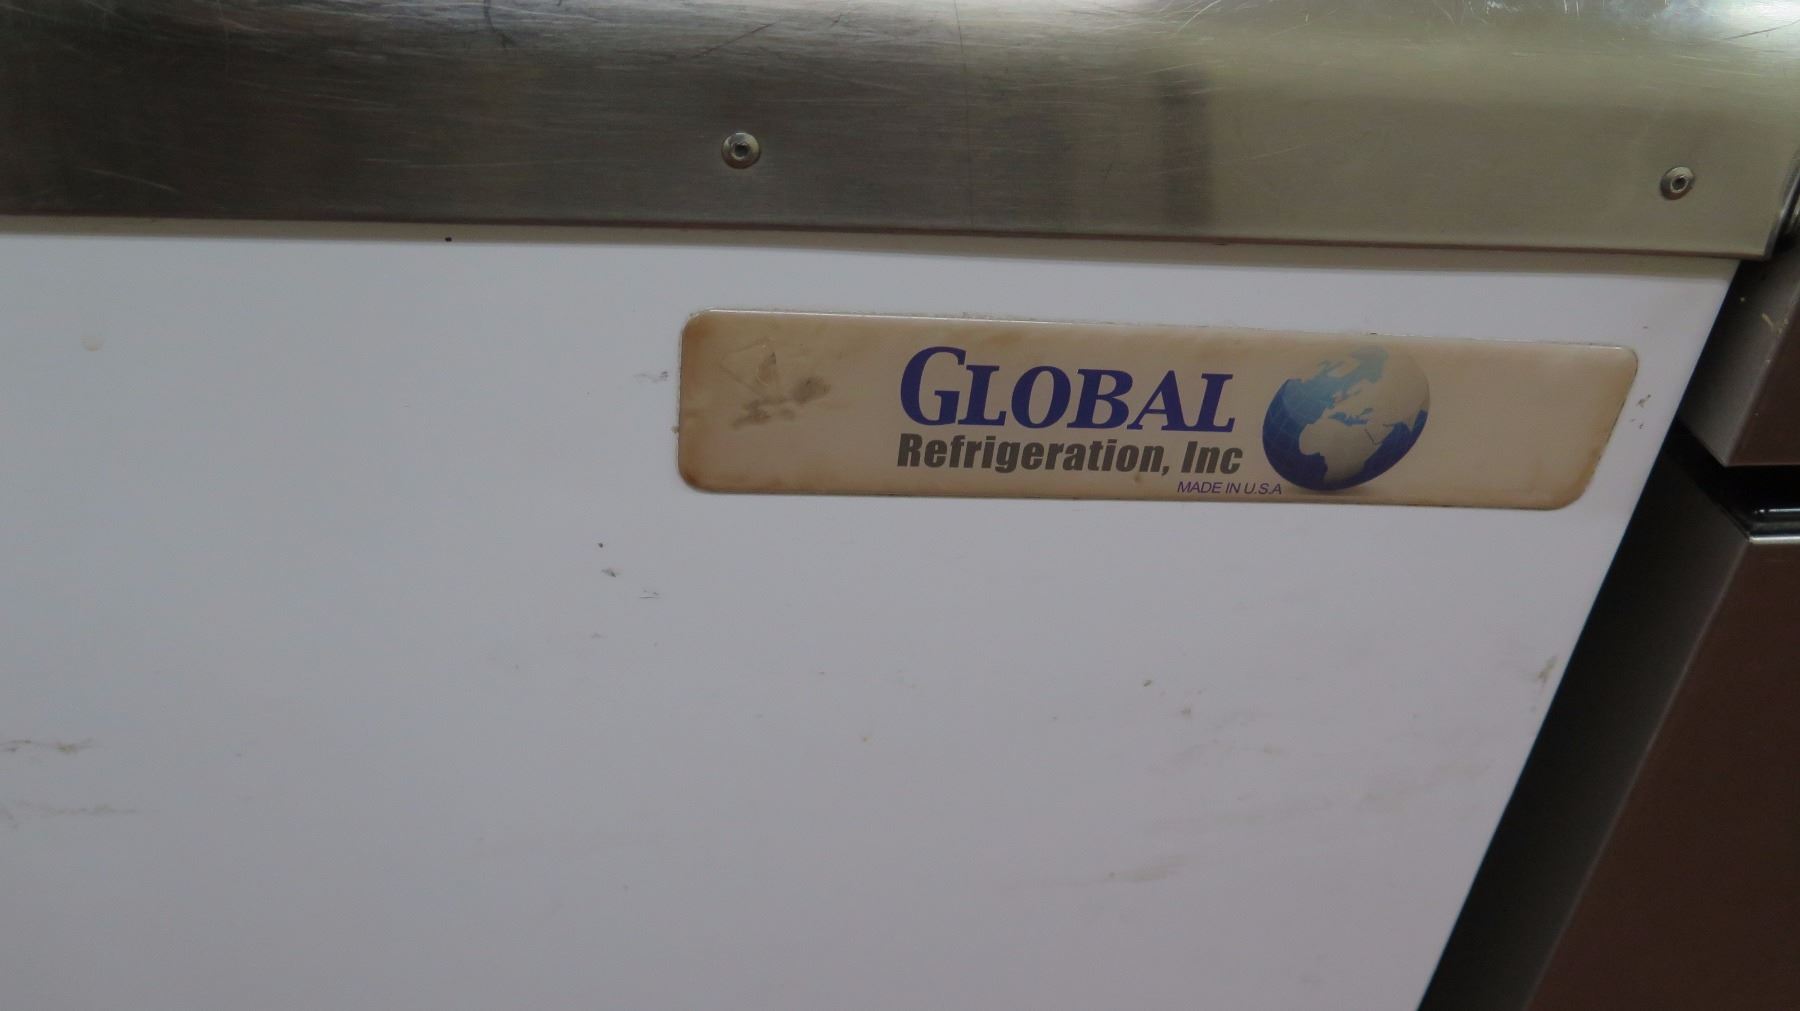 GLOBAL
Refrigeration, Inc
MADE IN U.S.A